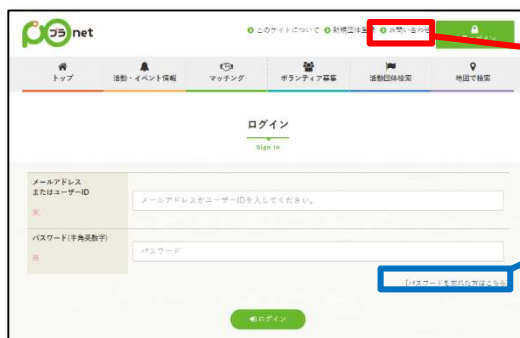 プラnet
このサイトについて 新規団体登録 お問い合わせ
トップ
活動・イベント情報
マッチング
ボランティア募集
活動団体検索
地図で検索
ログイン
Sign In
メールアドレス
またはユーザーID
メールアドレスかユーザーIDを入力してください。
パスワード(半角英数字)
パスワード
パスワードを忘れた方はこちら
ログイン